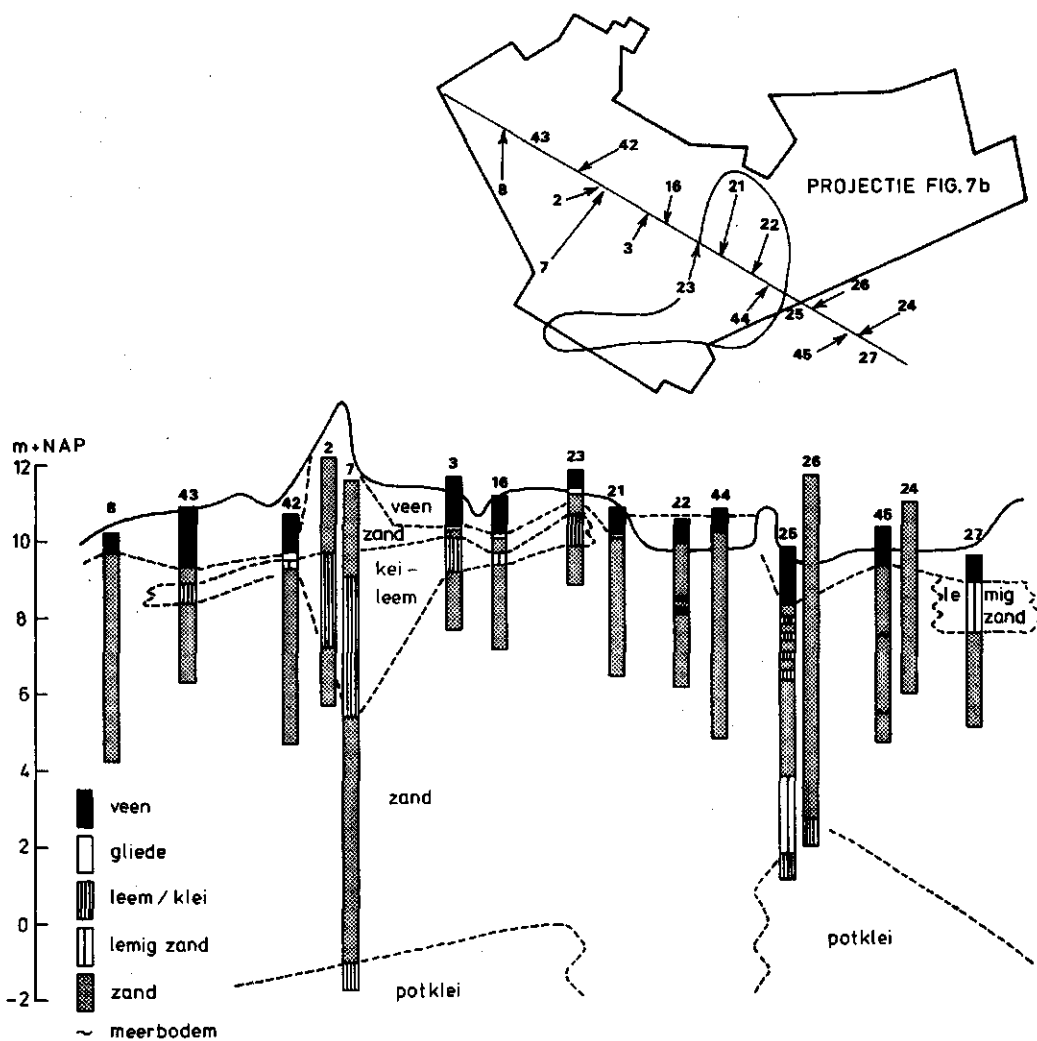 43
42
8
2
16
21
PROJECTIE FIG.7b
3
22
7
23
26
44
25
24
45
27
m+NAP
12
10
8
6
4
2
0
-2
8
43
42
2
7
3
16
23
21
22
44
25
26
45
24
27
veen
zand
kei-
leem
le mig
zand
zand
potklei
potklei
veen
gliede
leem / klei
lemig zand
zand
~ meerbodem